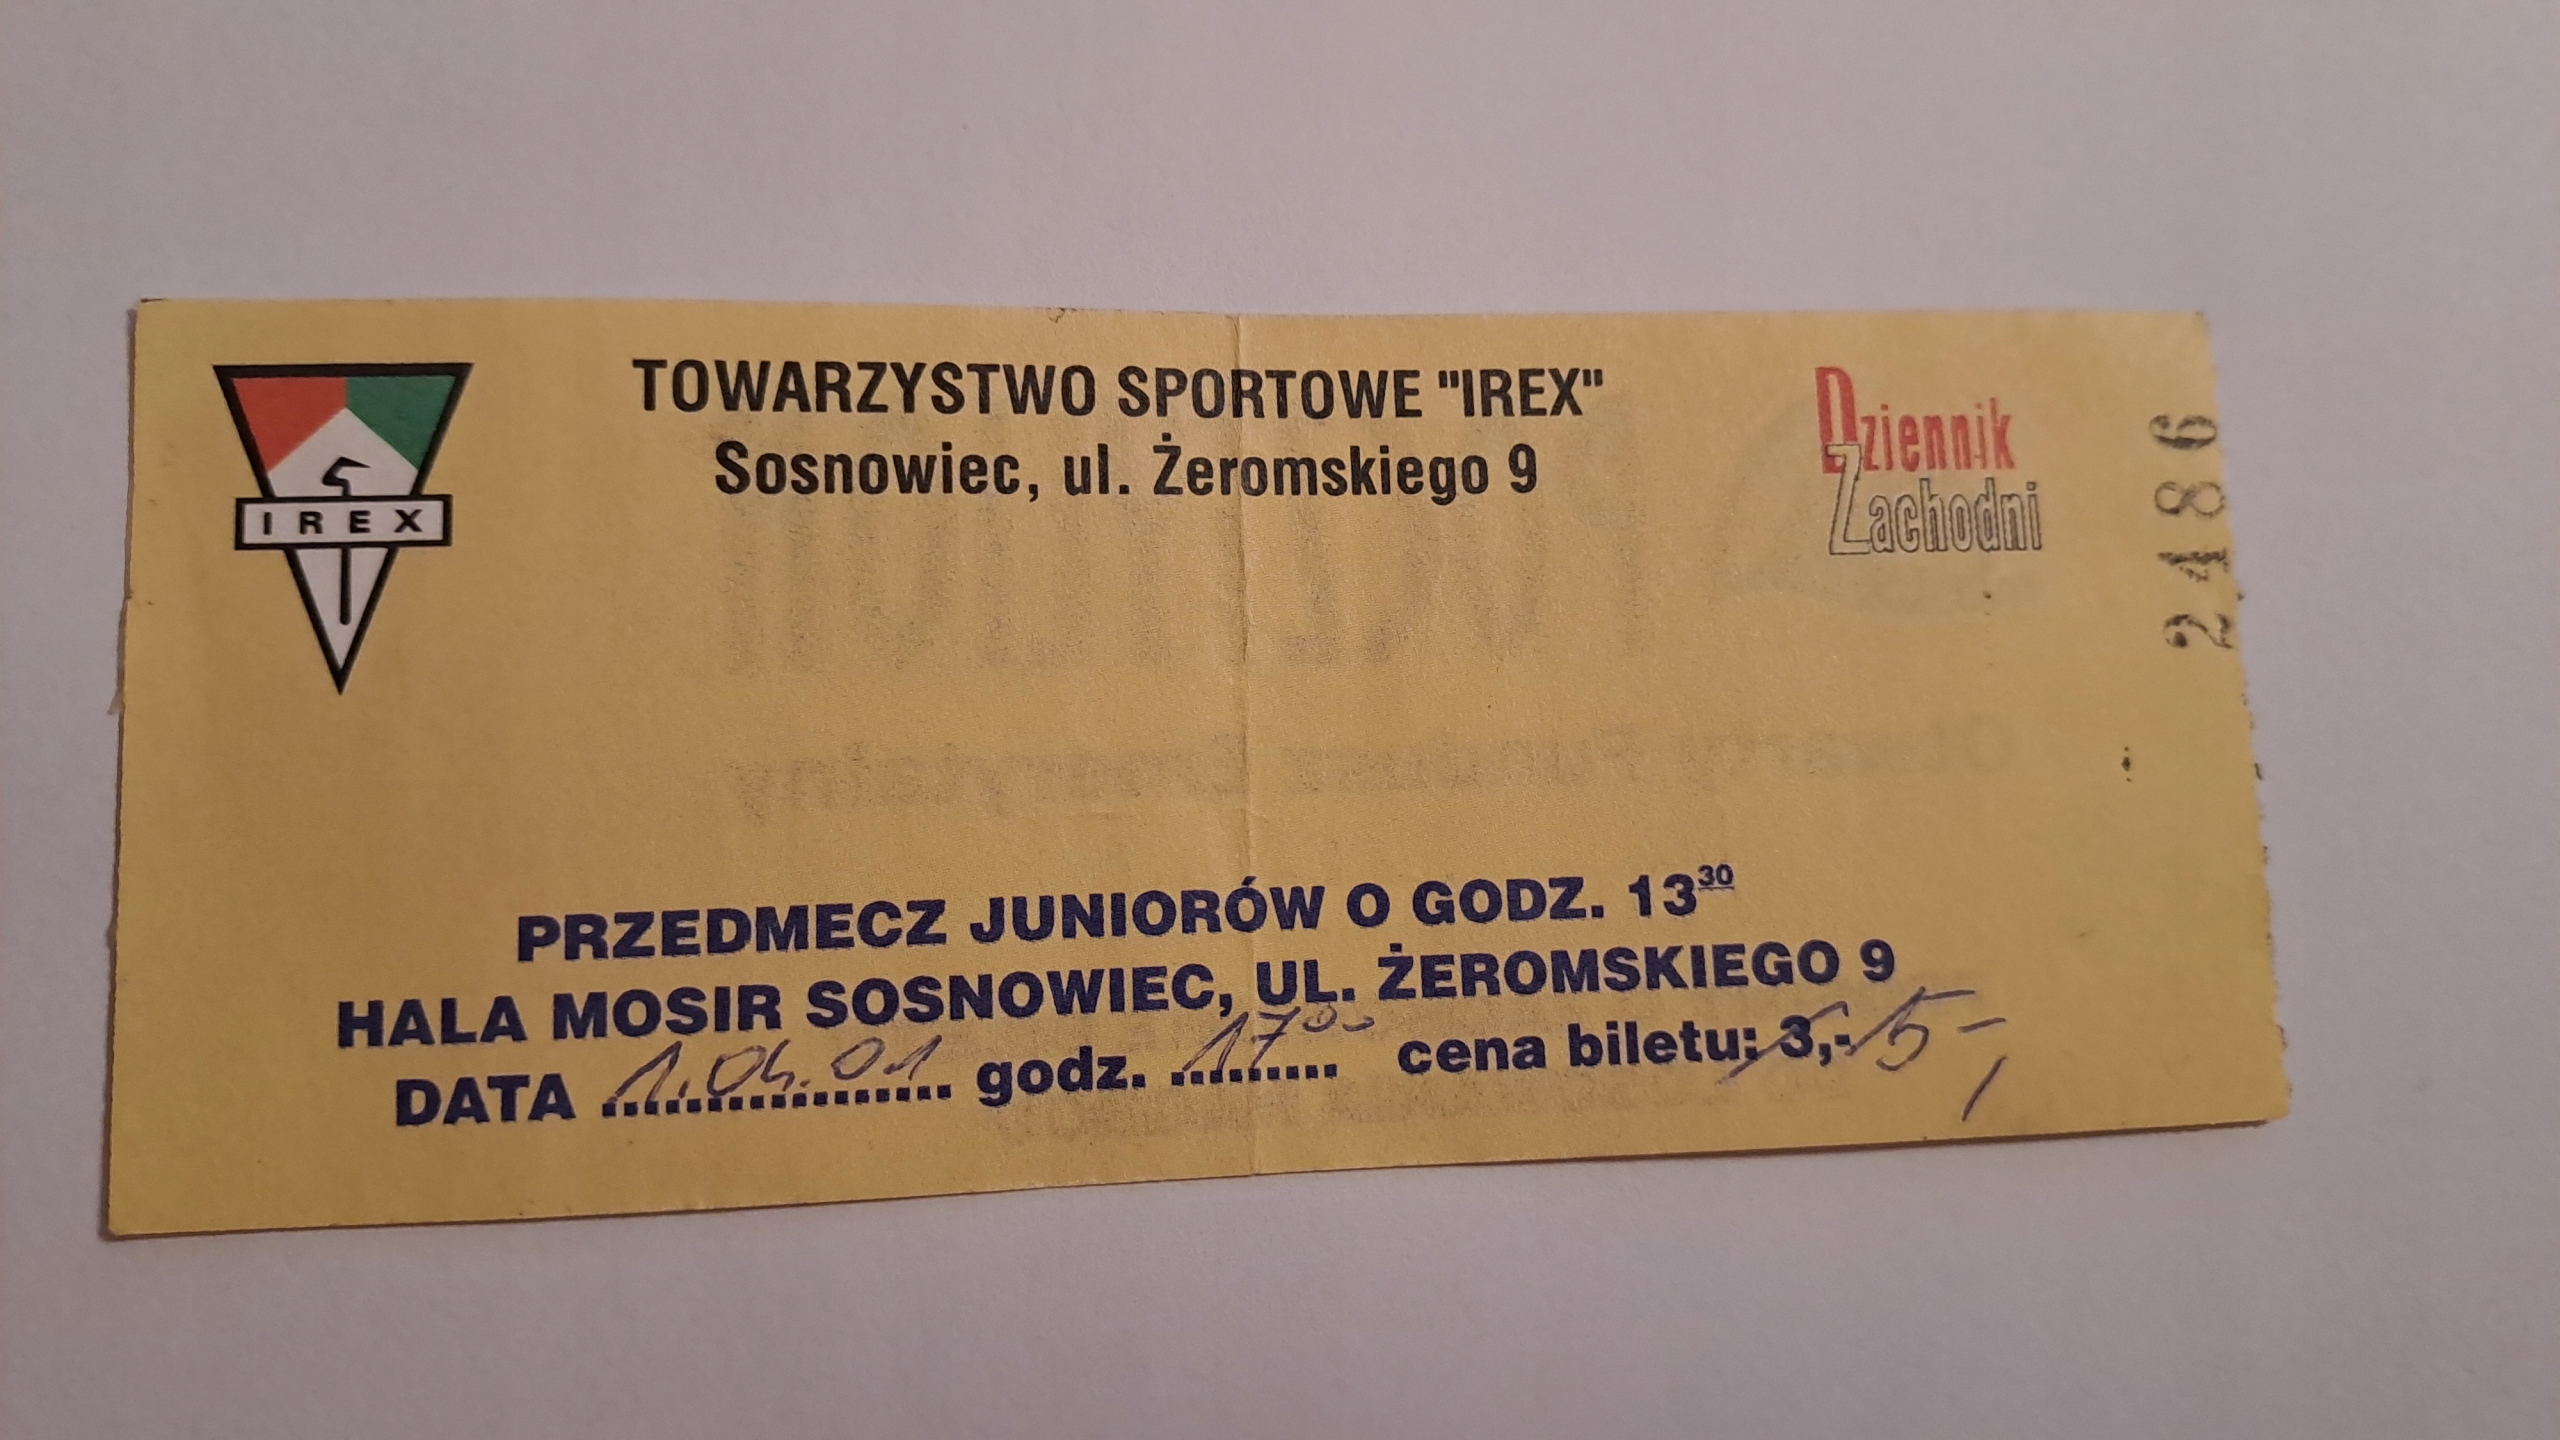 TOWARZYSTWO SPORTOWE "IREX"
Sosnowiec, ul. Żeromskiego 9
IREX
Dziennik
Zachodni
2486
PRZEDMECZ JUNIORÓW O GODZ. 13³⁰
HALA MOSIR SOSNOWIEC, UL. ŻEROMSKIEGO 9
DATA 1.04.01 godz. 17⁰⁰ cena biletu: 3,- 5,-